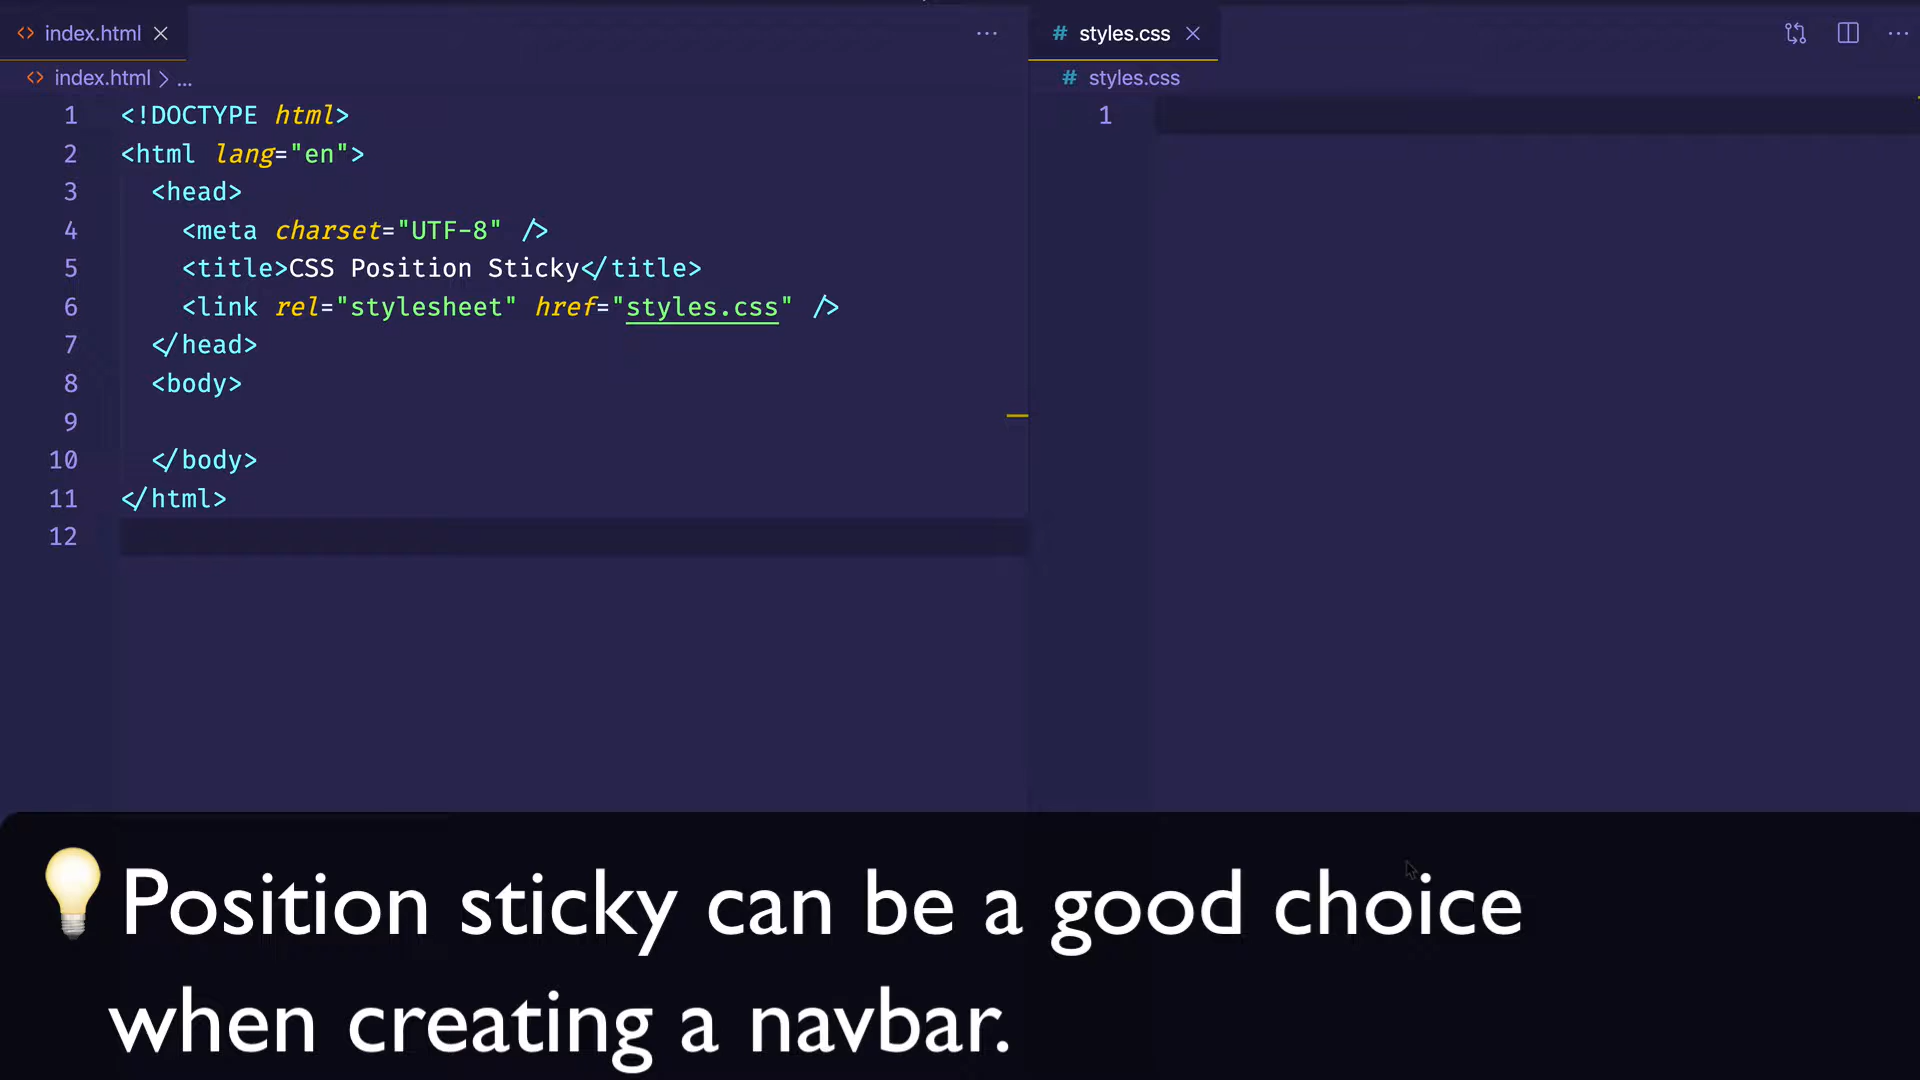 index.html
index.html > ...
1 <!DOCTYPE html>
2 <html lang="en">
3 <head>
4 <meta charset="UTF-8" />
5 <title>CSS Position Sticky</title>
6 <link rel="stylesheet" href="styles.css" />
7 </head>
8 <body>
9
10 </body>
11 </html>
12
# styles.css
# styles.css
1
Position sticky can be a good choice
when creating a navbar.